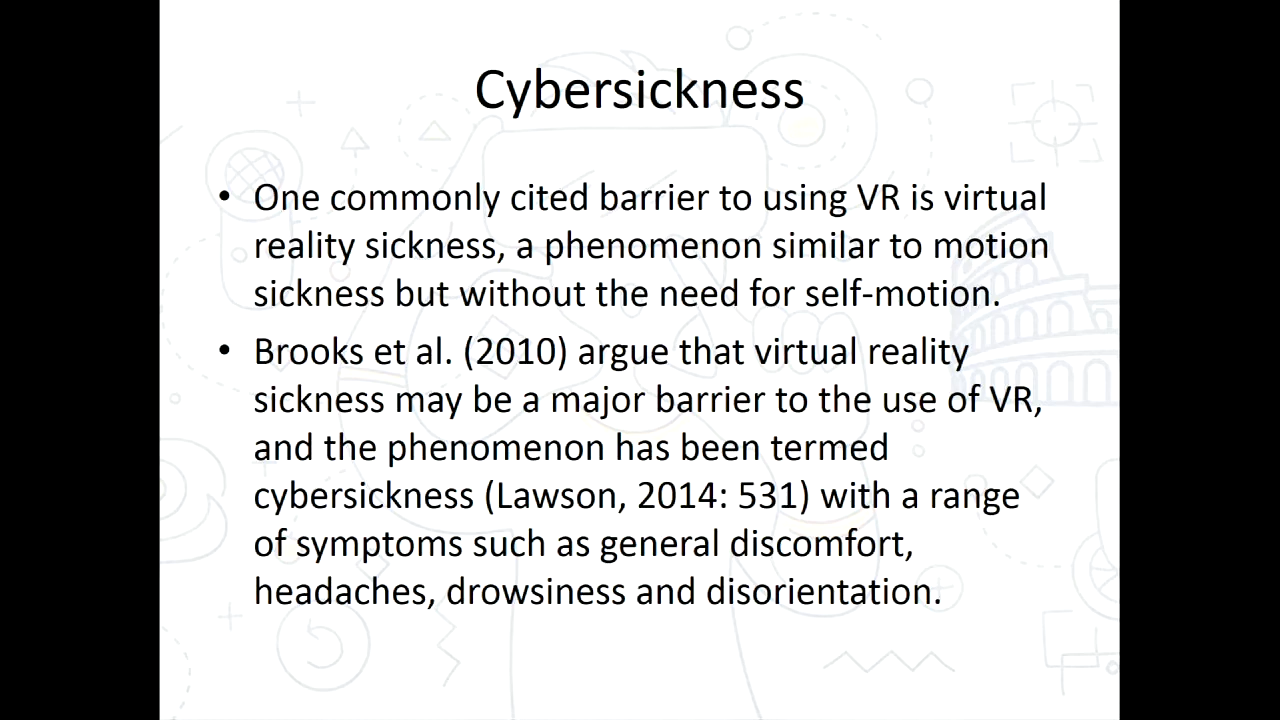 Cybersickness
• One commonly cited barrier to using VR is virtual
reality sickness, a phenomenon similar to motion
sickness but without the need for self-motion.
• Brooks et al. (2010) argue that virtual reality
sickness may be a major barrier to the use of VR,
and the phenomenon has been termed
cybersickness (Lawson, 2014: 531) with a range
of symptoms such as general discomfort,
headaches, drowsiness and disorientation.